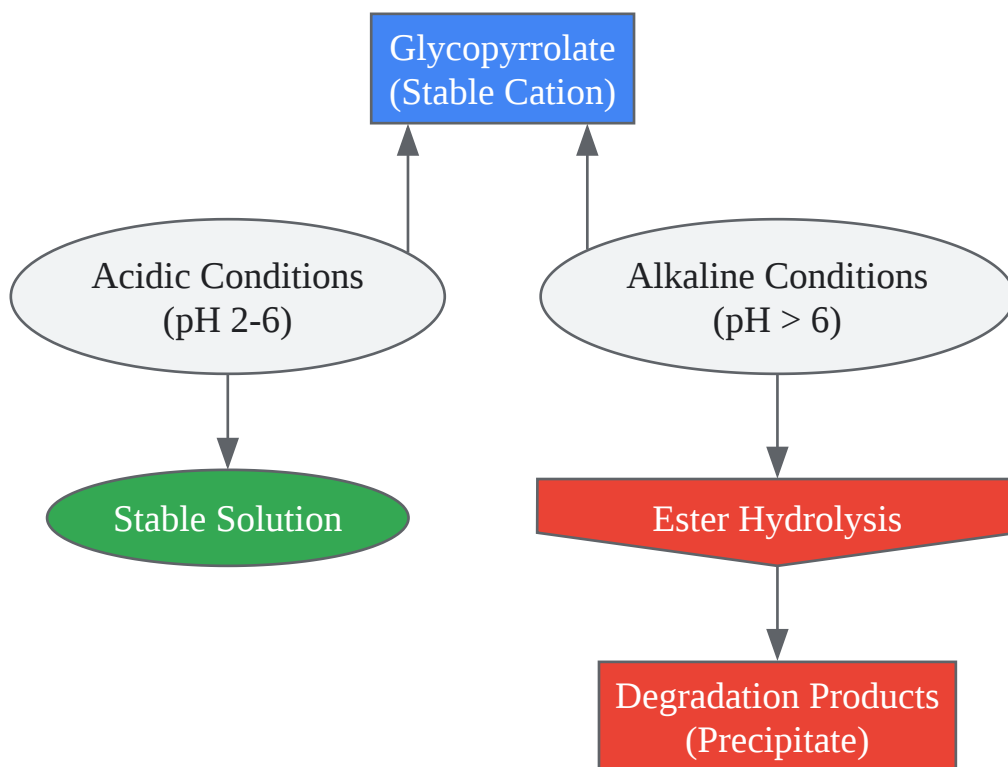 Glycopyrrolate
(Stable Cation)
Acidic Conditions
(pH 2-6)
Alkaline Conditions
(pH > 6)
Stable Solution
Ester Hydrolysis
Degradation Products
(Precipitate)